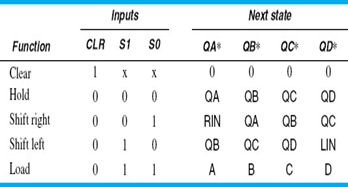 Inputs Next state
Function CLR S1 S0 QA* QB* QC* QD*
Clear 1 x x 0 0 0 0
Hold 0 0 0 QA QB QC QD
Shift right 0 0 1 RIN QA QB QC
Shift left 0 1 0 QB QC QD LIN
Load 0 1 1 A B C D